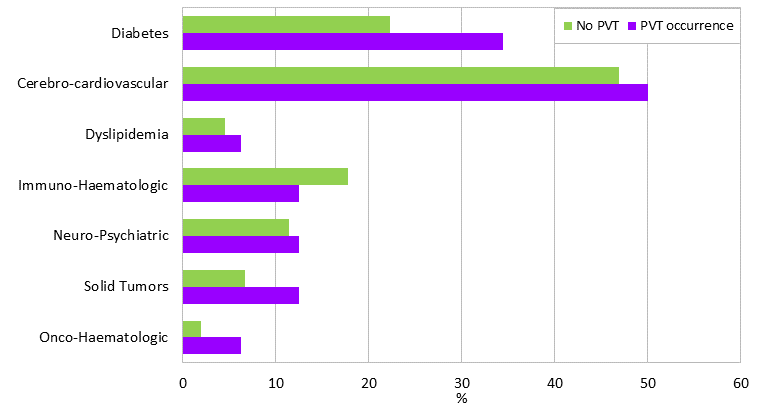 No PVT PVT occurrence
Diabetes
Cerebro-cardiovascular
Dyslipidemia
Immuno-Haematologic
Neuro-Psychiatric
Solid Tumors
Onco-Haematologic
0 10 20 30 40 50 60
%